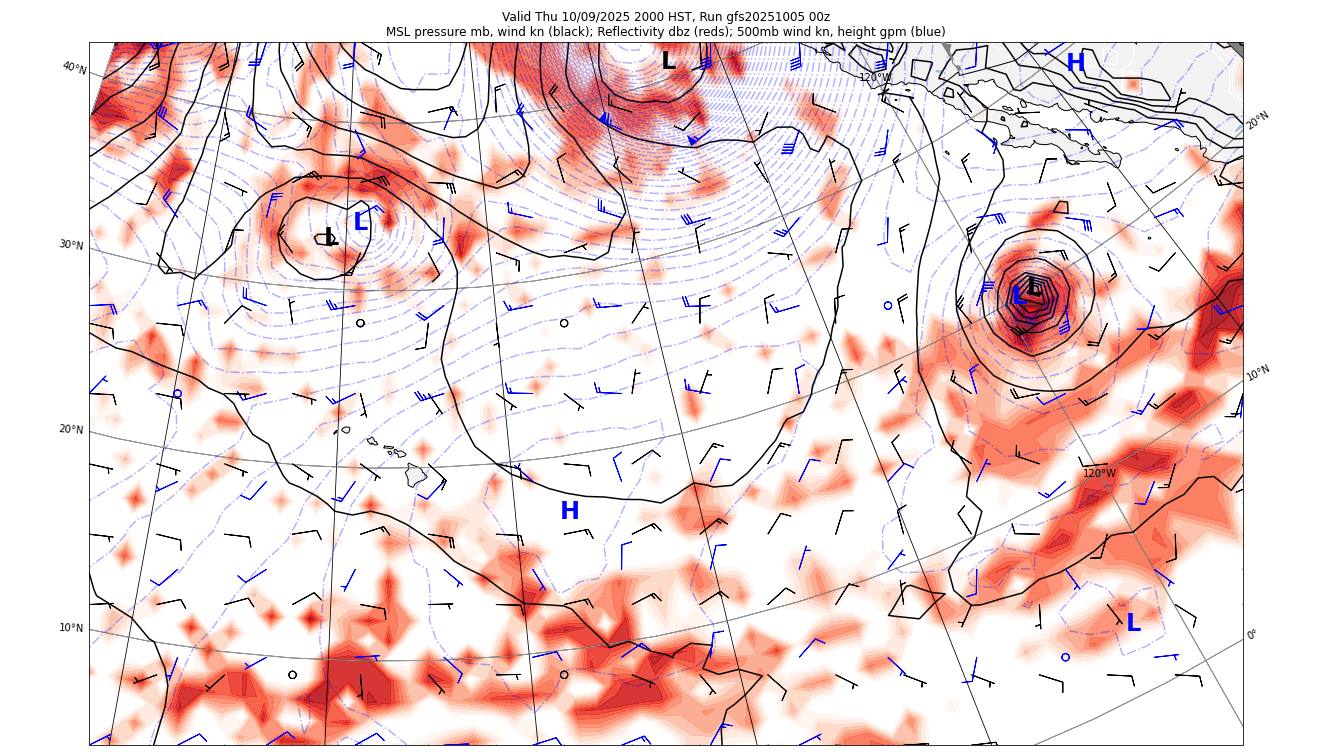 Valid Thu 10/09/2025 2000 HST, Run gfs20251005 00z
MSL pressure mb, wind kn (black); Reflectivity dbz (reds); 500mb wind kn, height gpm (blue)
40°N
L
H
120°W
20°N
L
L
30°N
L
L
10°N
20°N
120°W
H
10°N
L
0°